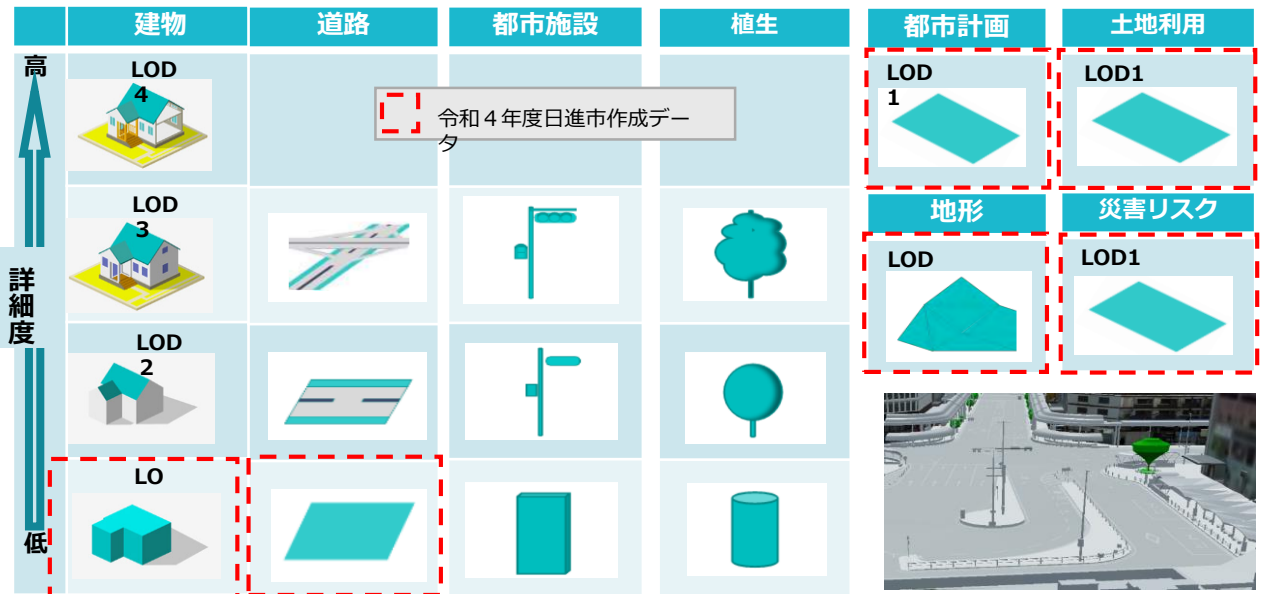 建物
道路
都市施設
植生
都市計画
土地利用
高
LOD
4
LOD
1
LOD1
令和４年度日進市作成デー
タ
LOD
3
地形
災害リスク
LOD
LOD1
詳細度
LOD
2
LO
低